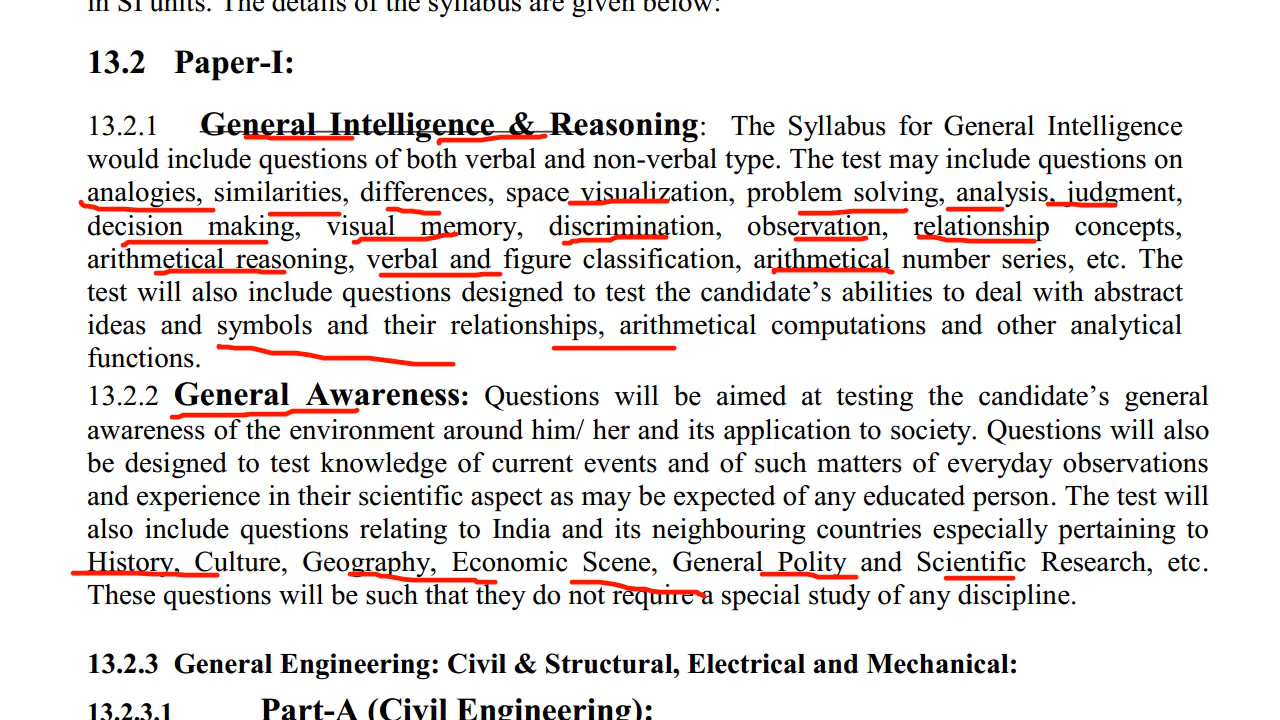 in SI units. The details of the syllabus are given below:
13.2 Paper-I:
13.2.1 General Intelligence & Reasoning: The Syllabus for General Intelligence
would include questions of both verbal and non-verbal type. The test may include questions on
analogies, similarities, differences, space visualization, problem solving, analysis, judgment,
decision making, visual memory, discrimination, observation, relationship concepts,
arithmetical reasoning, verbal and figure classification, arithmetical number series, etc. The
test will also include questions designed to test the candidate’s abilities to deal with abstract
ideas and symbols and their relationships, arithmetical computations and other analytical
functions.
13.2.2 General Awareness: Questions will be aimed at testing the candidate’s general
awareness of the environment around him/ her and its application to society. Questions will also
be designed to test knowledge of current events and of such matters of everyday observations
and experience in their scientific aspect as may be expected of any educated person. The test will
also include questions relating to India and its neighbouring countries especially pertaining to
History, Culture, Geography, Economic Scene, General Polity and Scientific Research, etc.
These questions will be such that they do not require a special study of any discipline.
13.2.3 General Engineering: Civil & Structural, Electrical and Mechanical:
13.2.3.1 Part-A (Civil Engineering):